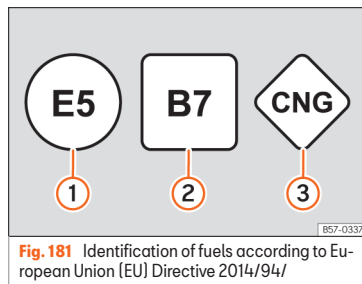 E5 B7 CNG
1 2 3
B57-0337
Fig. 181 Identification of fuels according to Eu-
ropean Union (EU) Directive 2014/94/